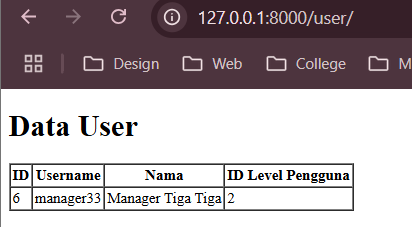 127.0.0.1:8000/user/
Design Web College M
Data User
ID Username Nama ID Level Pengguna
6 manager33 Manager Tiga Tiga 2